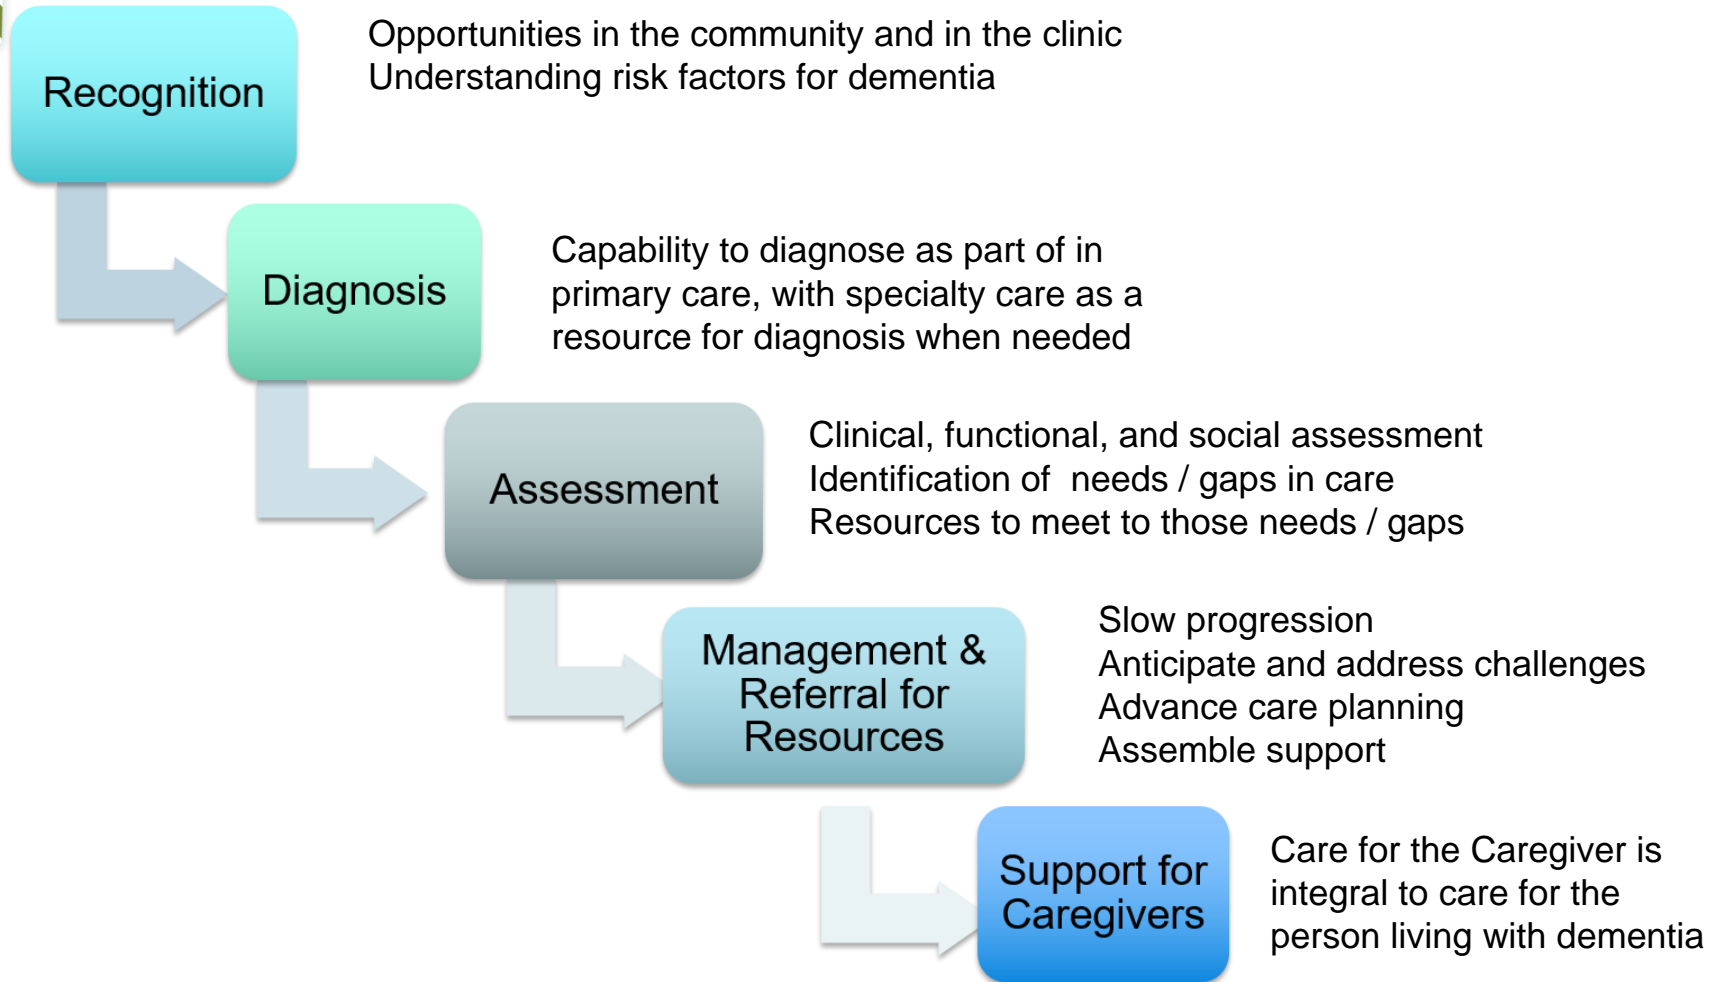 Recognition
Opportunities in the community and in the clinic
Understanding risk factors for dementia
Diagnosis
Capability to diagnose as part of in
primary care, with specialty care as a
resource for diagnosis when needed
Assessment
Clinical, functional, and social assessment
Identification of  needs / gaps in care
Resources to meet to those needs / gaps
Management &
Referral for
Resources
Slow progression
Anticipate and address challenges
Advance care planning
Assemble support
Support for
Caregivers
Care for the Caregiver is
integral to care for the
person living with dementia